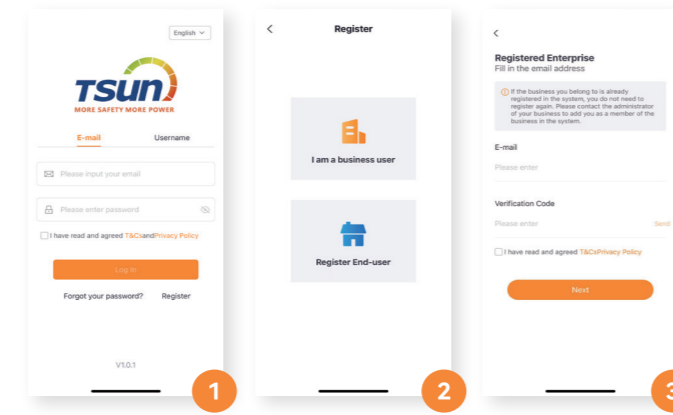 English
TSUN
MORE SAFETY MORE POWER
E-mail
Username
Please input your email
Please enter password
I have read and agreed T&CsandPrivacy Policy
Log in
Forgot your password?
Register
V1.0.1
1
Register
I am a business user
Register End-user
2
Registered Enterprise
Fill in the email address
If the business you belong to is already
registered in the system, you do not need to
register again. Please contact the administrator
of your business to add you as a member of the
business in the system.
E-mail
Please enter
Verification Code
Please enter
Send
I have read and agreed T&CsPrivacy Policy
Next
3